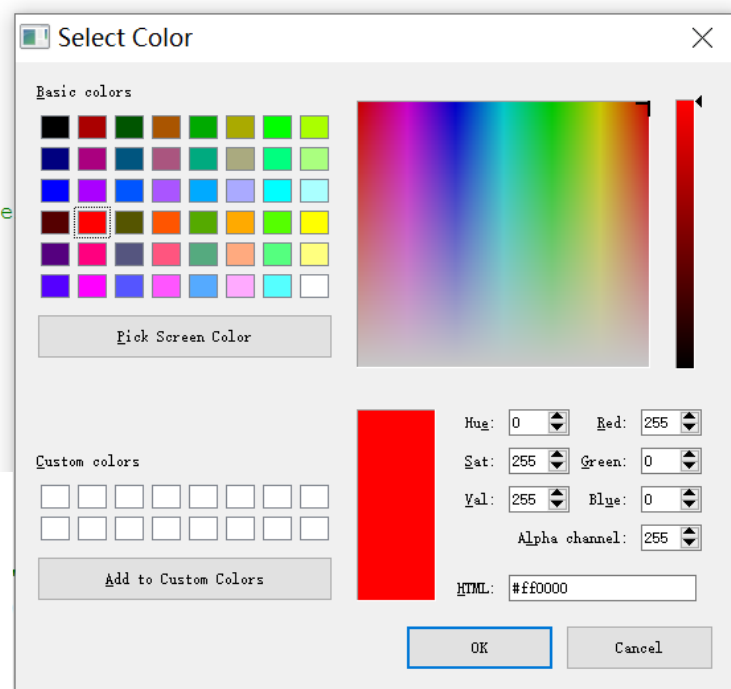 Select Color
Basic colors
e
Pick Screen Color
Hue: 0 Red: 255
Custom colors
Sat: 255 Green: 0
Val: 255 Blue: 0
Alpha channel: 255
Add to Custom Colors
HTML: #ff0000
OK Cancel